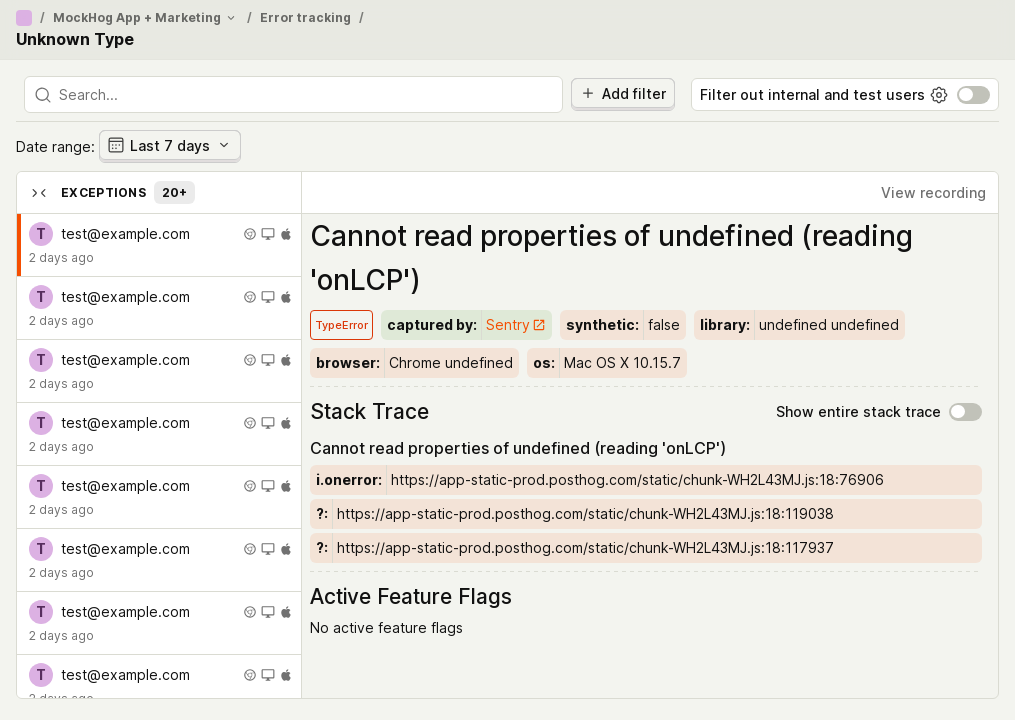 / MockHog App + Marketing / Error tracking /
Unknown Type
Search...
Add filter
Filter out internal and test users
Date range: Last 7 days
EXCEPTIONS 20+
View recording
T test@example.com
2 days ago
T test@example.com
2 days ago
T test@example.com
2 days ago
T test@example.com
2 days ago
T test@example.com
2 days ago
T test@example.com
2 days ago
T test@example.com
2 days ago
T test@example.com
2 days ago
Cannot read properties of undefined (reading
'onLCP')
TypeError captured by: Sentry synthetic: false library: undefined undefined
browser: Chrome undefined os: Mac OS X 10.15.7
Stack Trace
Show entire stack trace
Cannot read properties of undefined (reading 'onLCP')
i.onerror: https://app-static-prod.posthog.com/static/chunk-WH2L43MJ.js:18:76906
?: https://app-static-prod.posthog.com/static/chunk-WH2L43MJ.js:18:119038
?: https://app-static-prod.posthog.com/static/chunk-WH2L43MJ.js:18:117937
Active Feature Flags
No active feature flags